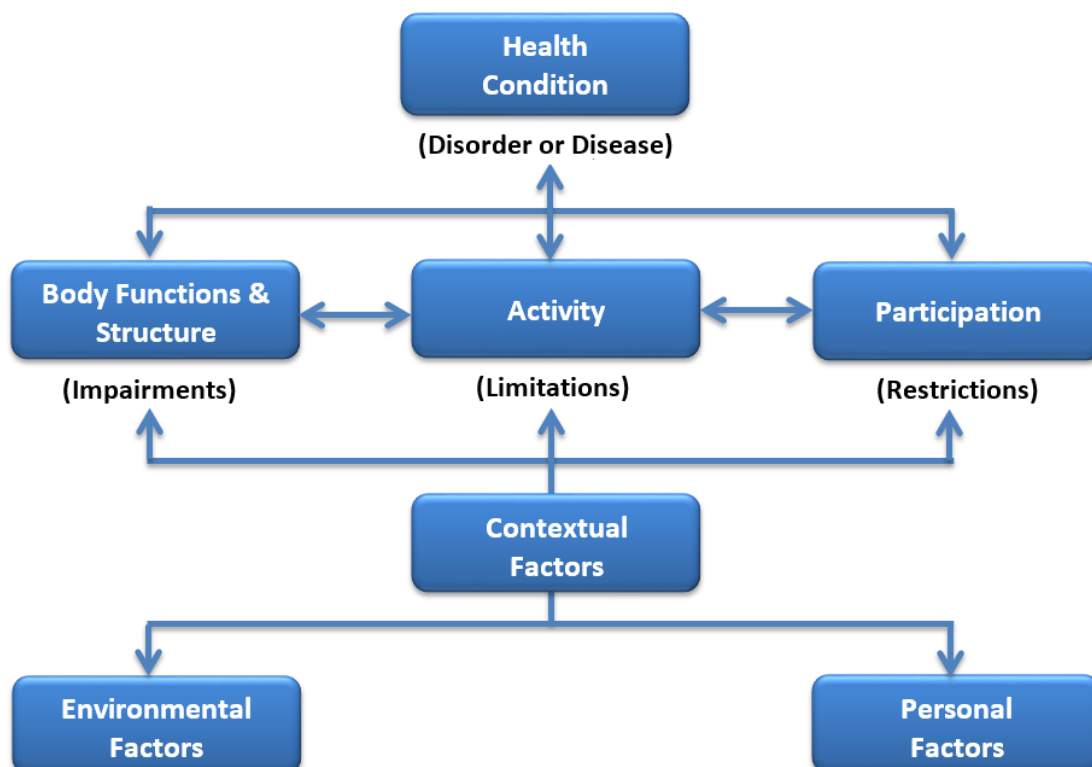 Health
Condition
(Disorder or Disease)
Body Functions &
Structure
Activity
Participation
(Impairments)
(Limitations)
(Restrictions)
Contextual
Factors
Environmental
Factors
Personal
Factors